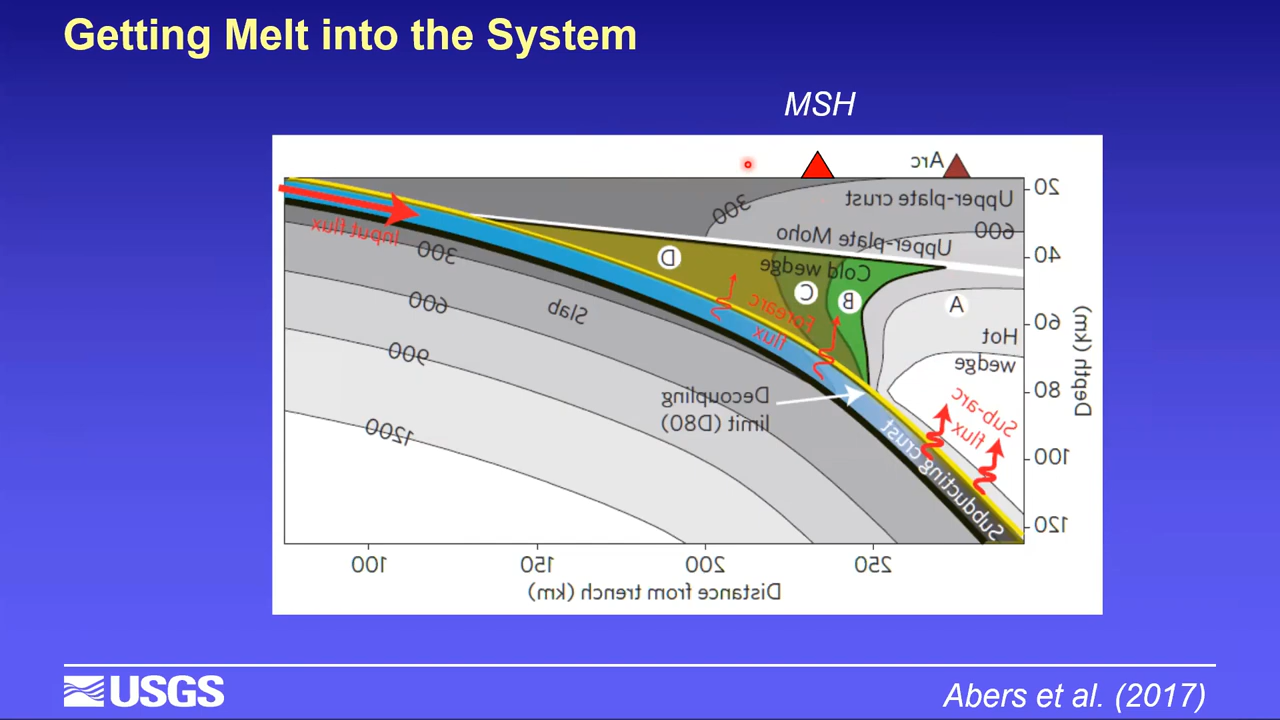 Getting Melt into the System
MSH
Arc
20
Upper-plate crust
300
600
Upper-plate Moho
40
Input flux
300
D
Cold
wedge
C
B
A
Forearc
flux
60
Slab
600
Hot
wedge
Depth (km)
900
80
Decoupling
limit (D80)
Sub-arc
flux
1200
Subducting crust
100
120
100
150
200
250
Distance from trench (km)
USGS
Abers et al. (2017)